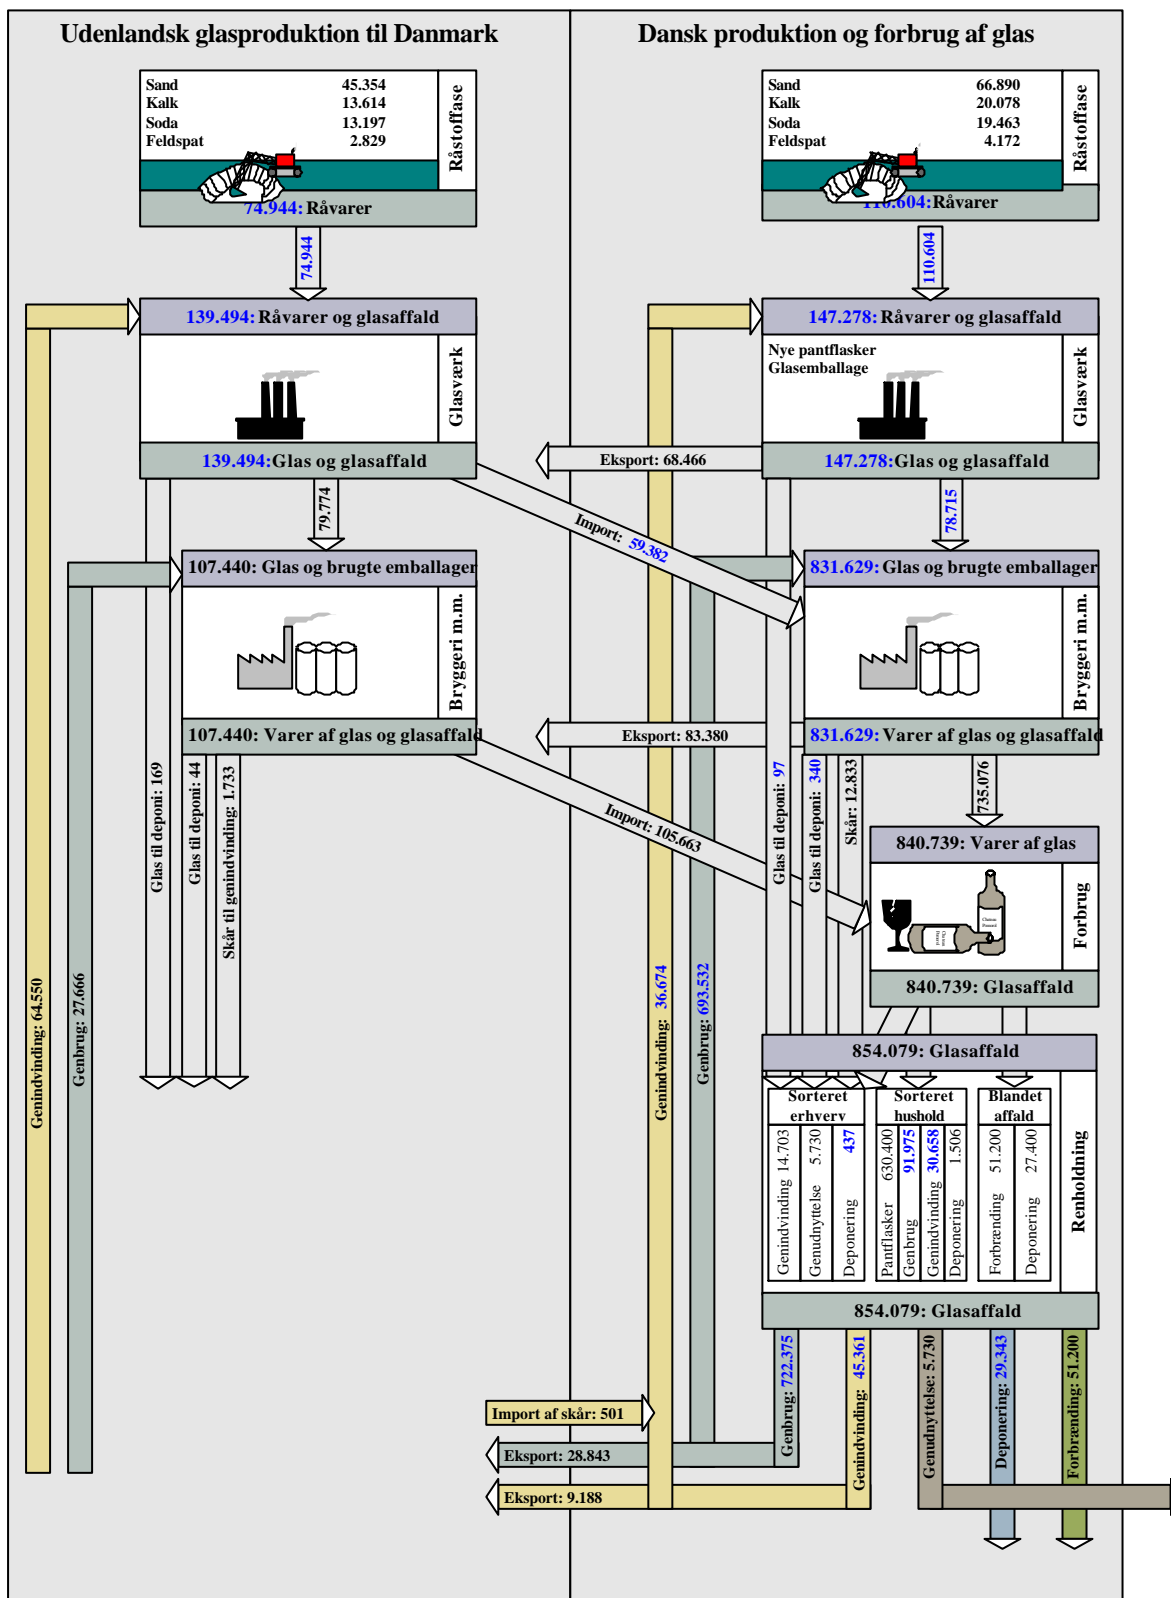 Udenlandsk glasproduktion til Danmark
Sand 45.354
Kalk 13.614
Soda 13.197
Feldspat 2.829
Råstoffase
74.944: Råvarer
74.944
139.494: Råvarer og glasaffald
Glasværk
139.494: Glas og glasaffald
79.774
107.440: Glas og brugte emballager
Bryggeri m.m.
107.440: Varer af glas og glasaffald
Glas til deponi: 169
Glas til deponi: 44
Skår til genindvinding: 1.733
Genindvinding: 64.550
Genbrug: 27.666
Dansk produktion og forbrug af glas
Sand 66.890
Kalk 20.078
Soda 19.463
Feldspat 4.172
Råstoffase
110.604: Råvarer
110.604
147.278: Råvarer og glasaffald
Nye pantflasker
Glasemballage
Glasværk
147.278: Glas og glasaffald
Eksport: 68.466
Import: 59.382
78.715
831.629: Glas og brugte emballager
Bryggeri m.m.
831.629: Varer af glas og glasaffald
Eksport: 83.380
Import: 105.663
Glas til deponi: 97
Glas til deponi: 340
Skår: 12.833
735.076
840.739: Varer af glas
Forbrug
840.739: Glasaffald
Genindvinding: 36.674
Genbrug: 693.532
854.079: Glasaffald
Sorteret
erhverv
Genindvinding 14.703
Genudnyttelse 5.730
Deponering 437
Sorteret
hushold
Pantflasker 630.400
Genbrug 91.975
Genindvinding 30.658
Deponering 1.506
Blandet
affald
Forbrænding 51.200
Deponering 27.400
Renholdning
854.079: Glasaffald
Genbrug: 722.375
Genindvinding: 45.361
Genudnyttelse: 5.730
Deponering: 29.343
Forbrænding: 51.200
Import af skår: 501
Eksport: 28.843
Eksport: 9.188